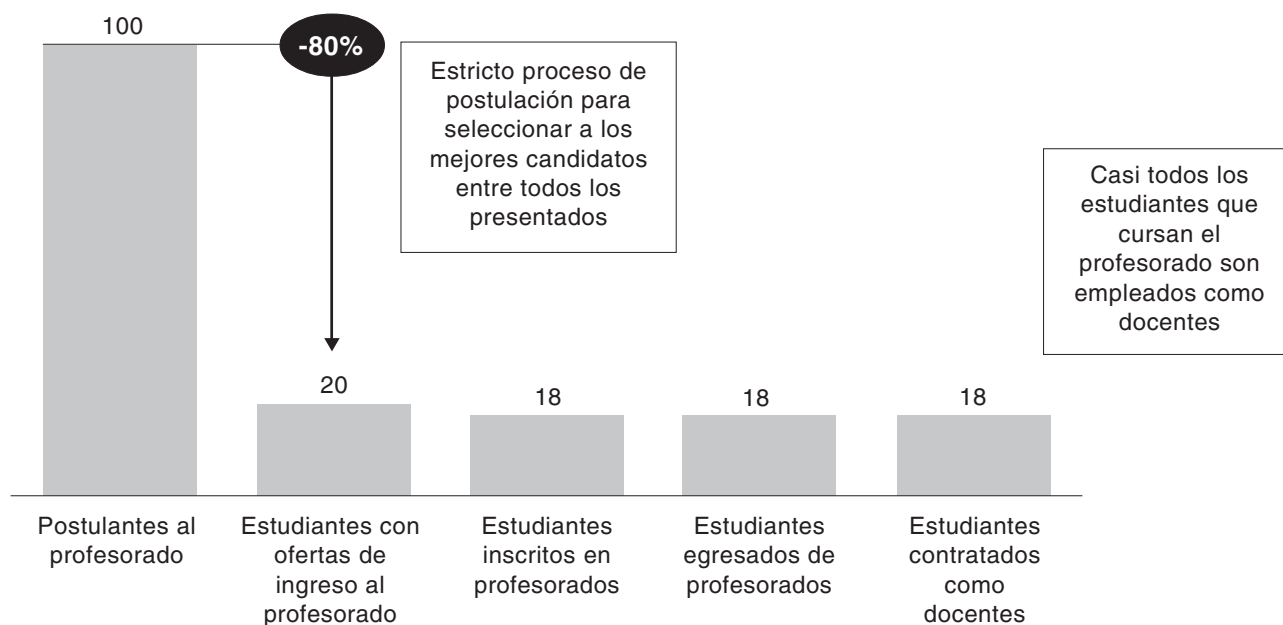 100
-80%
Estricto proceso de
postulación para
seleccionar a los
mejores candidatos
entre todos los
presentados
Casi todos los
estudiantes que
cursan el
profesorado son
empleados como
docentes
20
18
18
18
Postulantes al
profesorado
Estudiantes con
ofertas de
ingreso al
profesorado
Estudiantes
inscritos en
profesorados
Estudiantes
egresados de
profesorados
Estudiantes
contratados
como
docentes